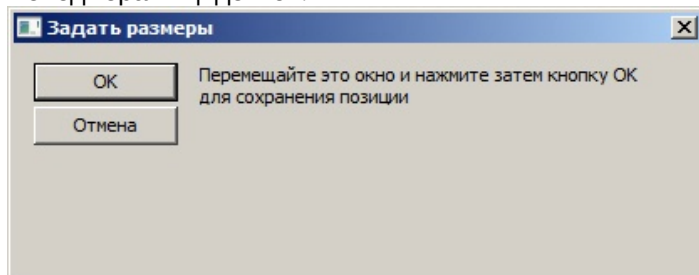 Задать размеры
OK
Перемещайте это окно и нажмите затем кнопку OK
для сохранения позиции
Отмена